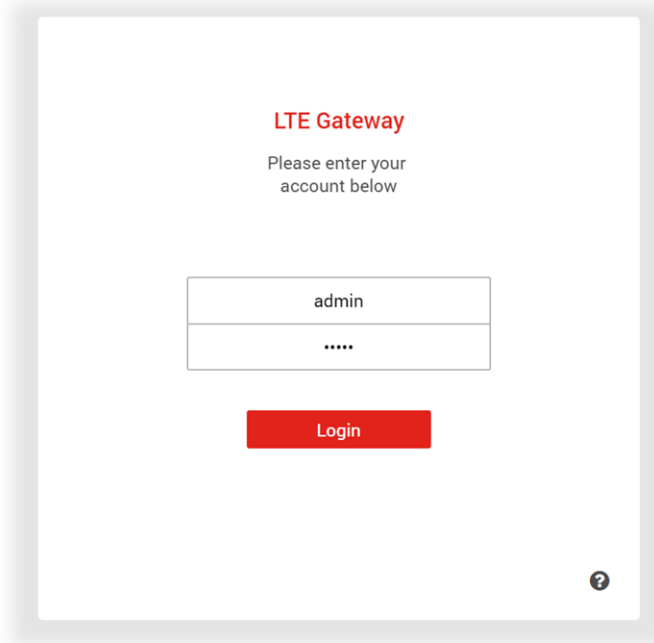 LTE Gateway
Please enter your
account below
admin
•••••
Login
?